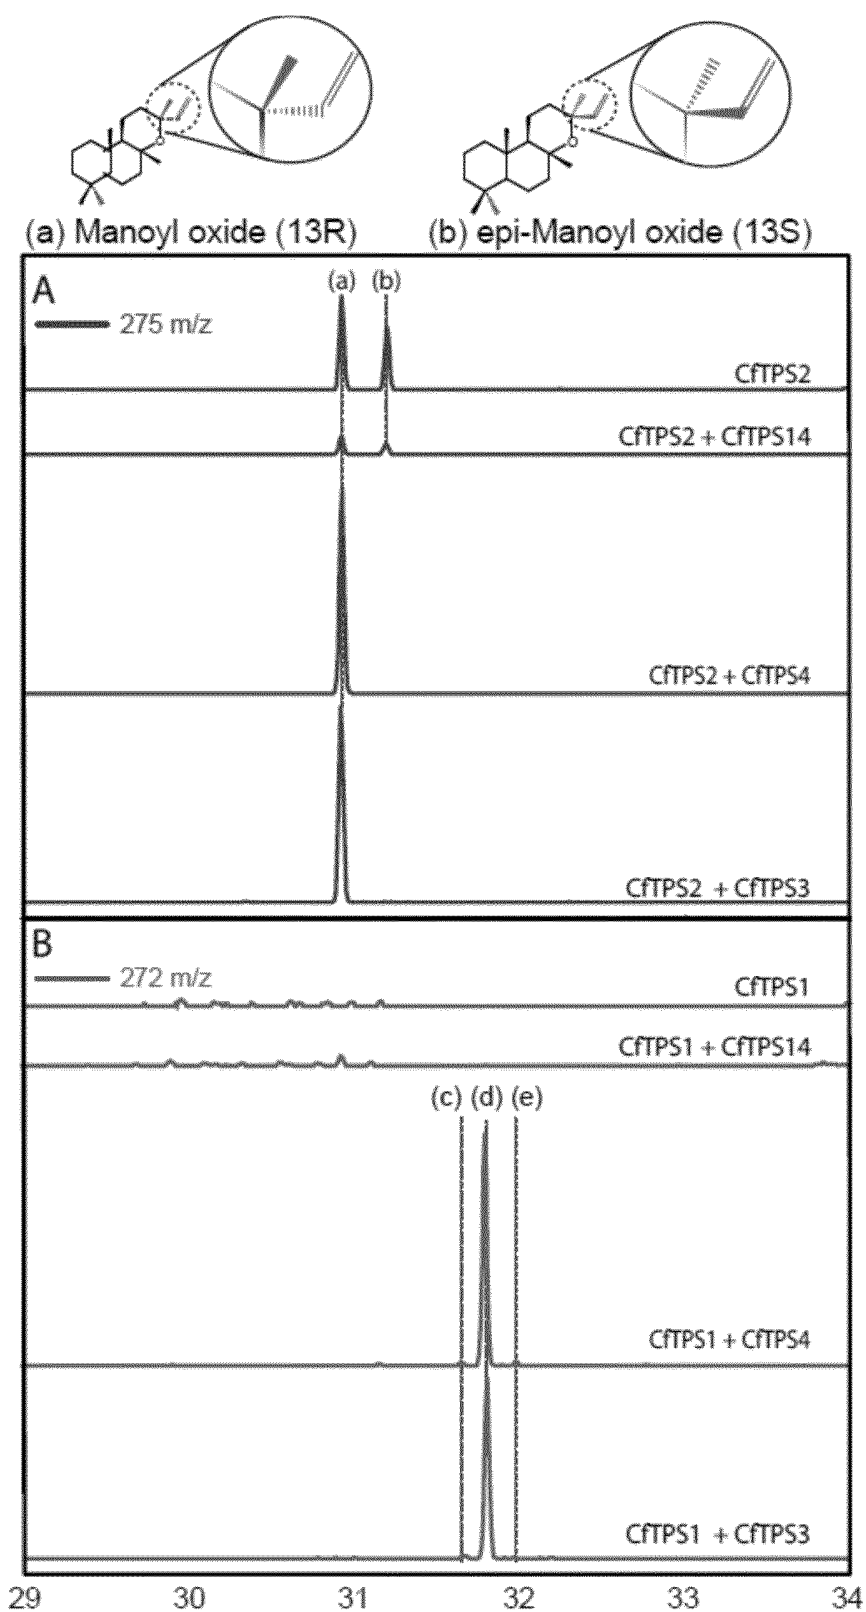 O
O
(a) Manoyl oxide (13R) (b) epi-Manoyl oxide (13S)
A (a) (b)
275 m/z
CfTPS2
CfTPS2 + CfTPS14
CfTPS2 + CfTPS4
CfTPS2 + CfTPS3
B
272 m/z
CfTPS1
CfTPS1 + CfTPS14
(c) (d) (e)
CfTPS1 + CfTPS4
CfTPS1 + CfTPS3
29 30 31 32 33 34